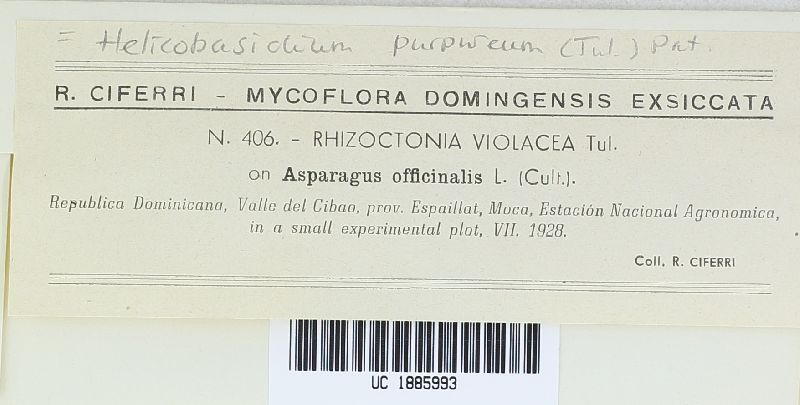 = Helicobasidium purpureum (Tul.) Pat.
R. CIFERRI - MYCOFLORA DOMINGENSIS EXSICCATA
N. 406. - RHIZOCTONIA VIOLACEA Tul.
on Asparagus officinalis L. (Cult.).
Republica Dominicana, Valle del Cibao, prov. Espaillat, Moca, Estación Nacional Agronomica,
in a small experimental plot, VII. 1928.
Coll. R. CIFERRI
UC 1885993